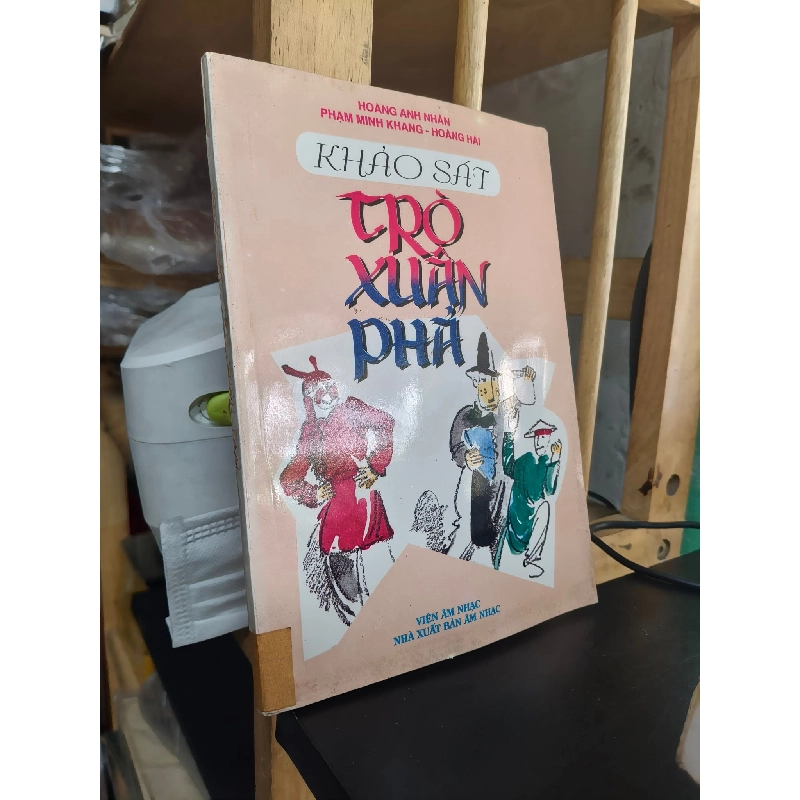 HOÀNG ANH NHÂN
PHẠM MINH KHANG - HOÀNG HẢI
KHẢO SÁT
TRÒ
XUÂN
PHẢ
VIỆN ÂM NHẠC
NHÀ XUẤT BẢN ÂM NHẠC